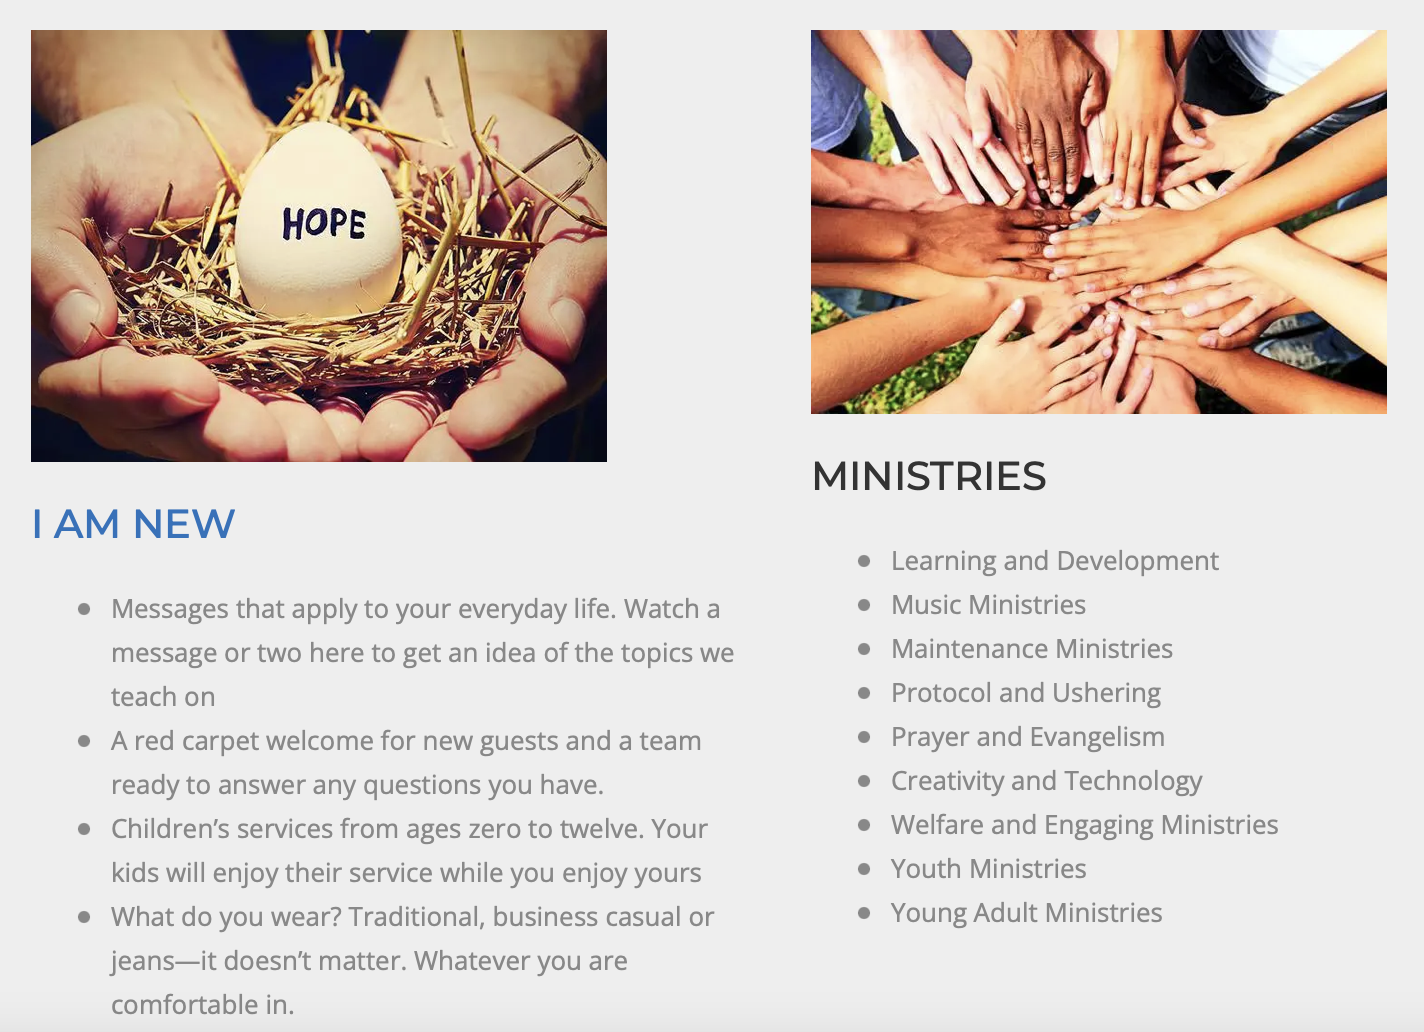 HOPE
I AM NEW
Messages that apply to your everyday life. Watch a
message or two here to get an idea of the topics we
teach on
A red carpet welcome for new guests and a team
ready to answer any questions you have.
Children’s services from ages zero to twelve. Your
kids will enjoy their service while you enjoy yours
What do you wear? Traditional, business casual or
jeans—it doesn’t matter. Whatever you are
comfortable in.
MINISTRIES
Learning and Development
Music Ministries
Maintenance Ministries
Protocol and Ushering
Prayer and Evangelism
Creativity and Technology
Welfare and Engaging Ministries
Youth Ministries
Young Adult Ministries